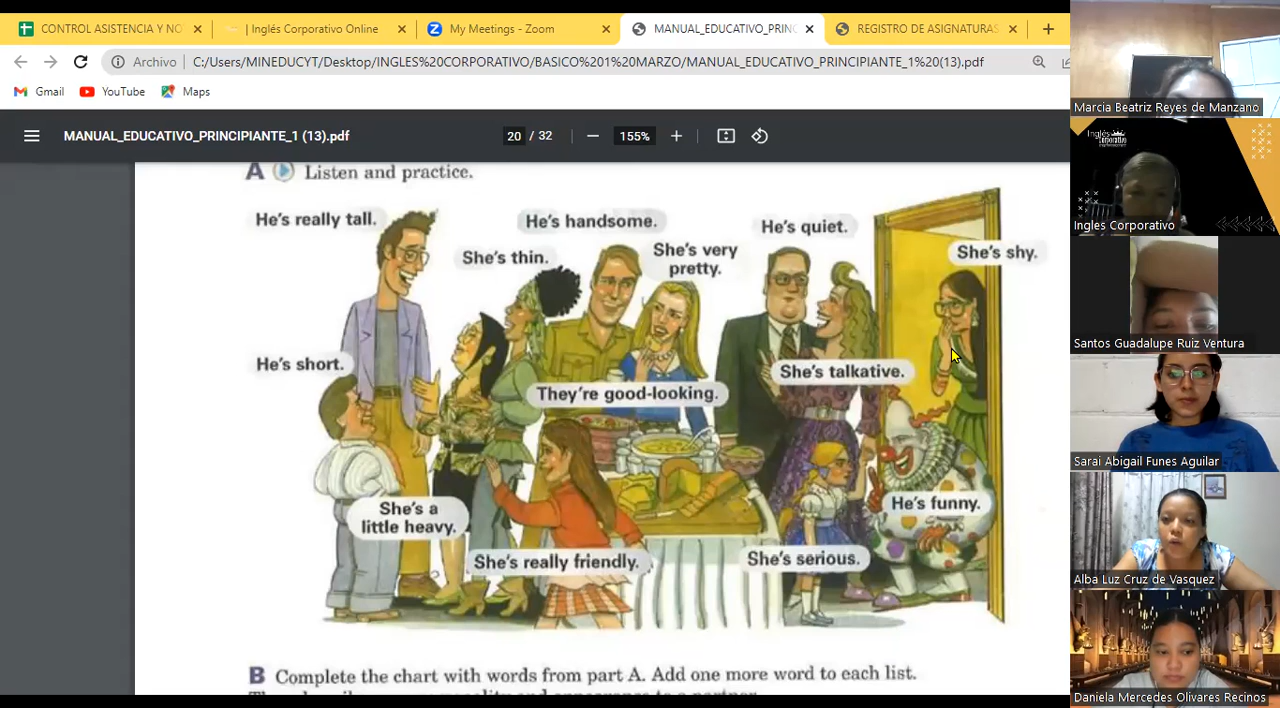 CONTROL ASISTENCIA Y NO
| Inglés Corporativo Online
My Meetings - Zoom
MANUAL_EDUCATIVO_PRINC
REGISTRO DE ASIGNATURAS
Archivo
C:/Users/MINEDUCYT/Desktop/INGLES%20CORPORATIVO/BASICO%201%20MARZO/MANUAL_EDUCATIVO_PRINCIPIANTE_1%20(13).pdf
Gmail
YouTube
Maps
MANUAL_EDUCATIVO_PRINCIPIANTE_1 (13).pdf
20 / 32
155%
A Listen and practice.
He's really tall.
He's handsome.
He's quiet.
She's thin.
She's very
pretty.
She's shy.
He's short.
She's talkative.
They're good-looking.
She's a
little heavy.
He's funny.
She's really friendly.
She's serious.
B Complete the chart with words from part A. Add one more word to each list.
Marcia Beatriz Reyes de Manzano
Inglés
Corporativo
Ingles Corporativo
Santos Guadalupe Ruiz Ventura
Sarai Abigail Funes Aguilar
Alba Luz Cruz de Vasquez
Daniela Mercedes Olivares Recinos